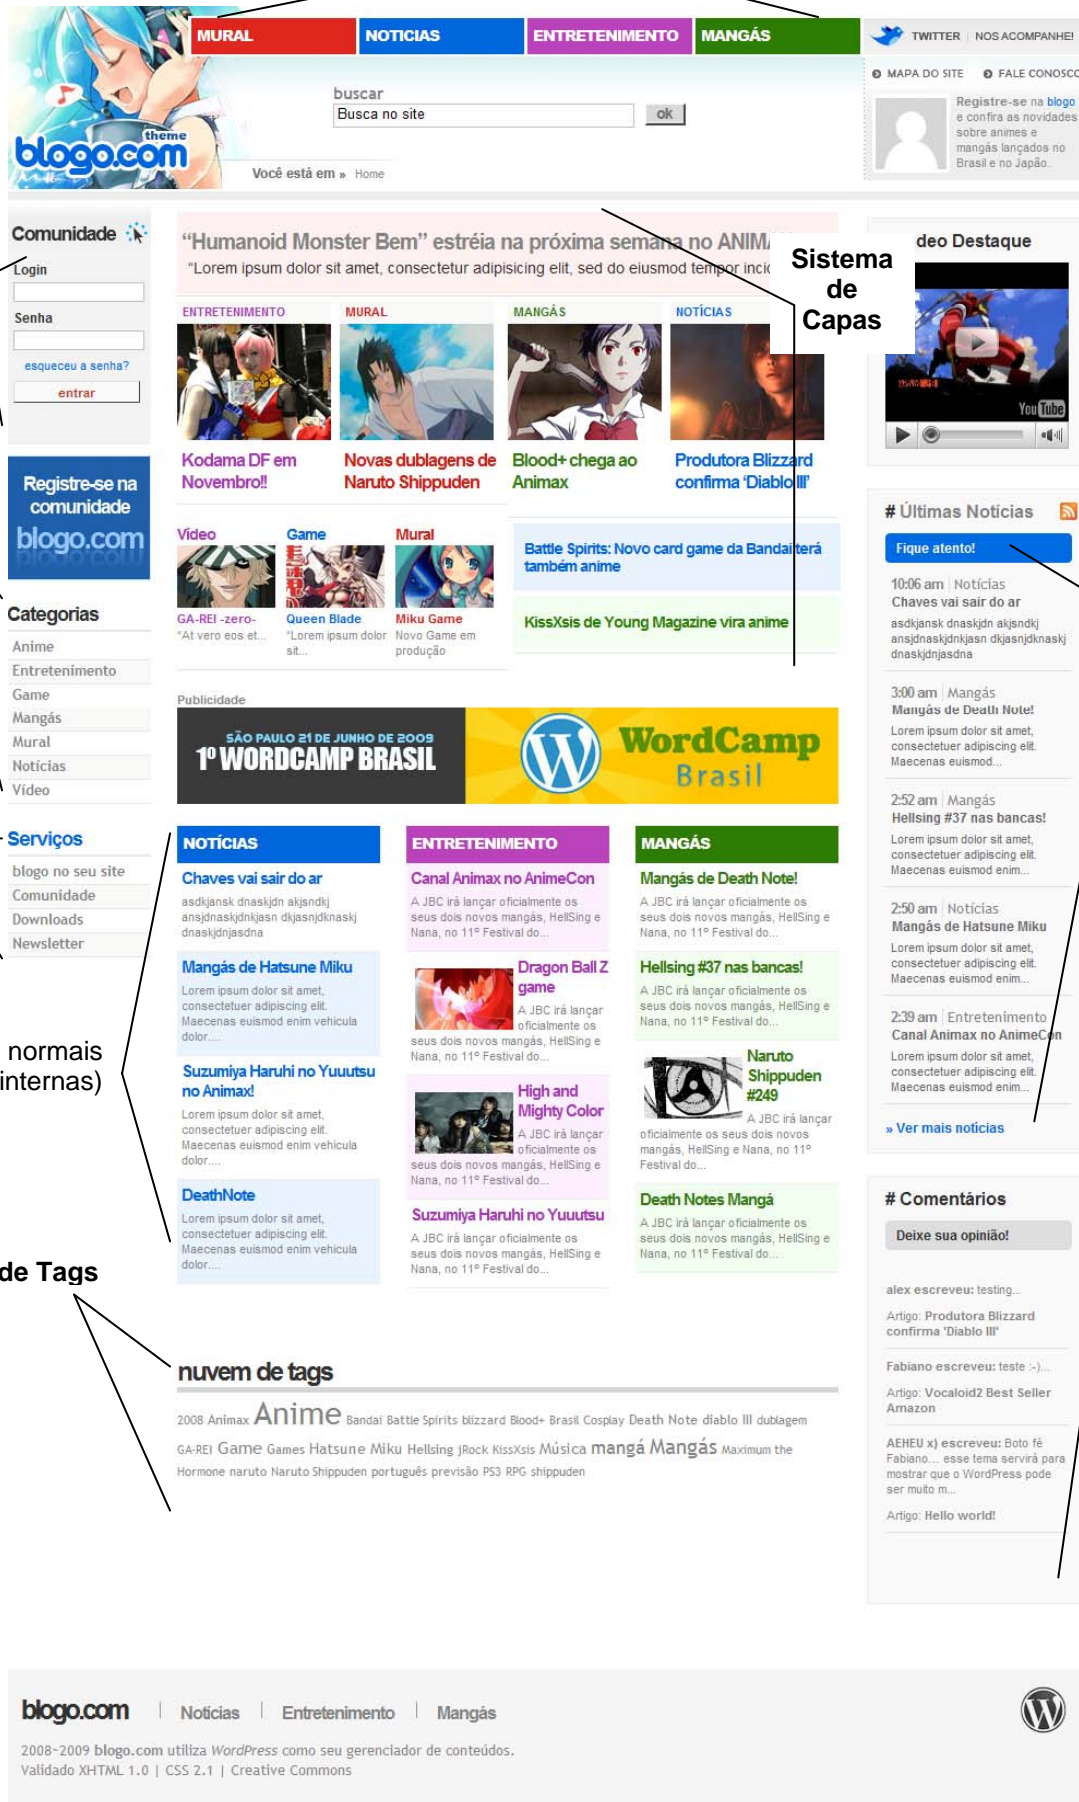 MURAL
NOTICIAS
ENTRETENIMENTO
MANGÁS
TWITTER | NOS ACOMPANHE!
MAPA DO SITE
FALE CONOSCO
buscar
Busca no site
ok
Registre-se na blogo
e confira as novidades
sobre animes e
mangás lançados no
Brasil e no Japão.
theme
blogo.com
Você está em » Home
Comunidade
Login
Senha
esqueceu a senha?
entrar
Registre-se na
comunidade
blogo.com
Categorias
Anime
Entretenimento
Game
Mangás
Mural
Notícias
Vídeo
Serviços
blogo no seu site
Comunidade
Downloads
Newsletter
normais
internas)
de Tags
“Humanoid Monster Bem” estréia na próxima semana no ANIM
“Lorem ipsum dolor sit amet, consectetur adipisicing elit, sed do eiusmod tempor incid
Sistema
de
Capas
ENTRETENIMENTO
Kodama DF em
Novembro!!
MURAL
Novas dublagens de
Naruto Shippuden
MANGÁS
Blood+ chega ao
Animax
NOTÍCIAS
Produtora Blizzard
confirma ‘Diablo III’
Vídeo
GA-REI -zero-
“At vero eos et...
Game
Queen Blade
“Lorem ipsum dolor
sit...
Mural
Miku Game
Novo Game em
produção
Battle Spirits: Novo card game da Bandai terá
também anime
KissXsis de Young Magazine vira anime
Publicidade
SÃO PAULO 21 DE JUNHO DE 2009
1º WORDCAMP BRASIL
WordCamp
Brasil
NOTÍCIAS
Chaves vai sair do ar
asdkjansk dnaskjdn akjsndkj
ansjdnaskjdnkjasn dkjasnjdknaskj
dnaskjdnjasdna
Mangás de Hatsune Miku
Lorem ipsum dolor sit amet,
consectetuer adipiscing elit.
Maecenas euismod enim vehicula
dolor....
Suzumiya Haruhi no Yuuutsu
no Animax!
Lorem ipsum dolor sit amet,
consectetuer adipiscing elit.
Maecenas euismod enim vehicula
dolor....
DeathNote
Lorem ipsum dolor sit amet,
consectetuer adipiscing elit.
Maecenas euismod enim vehicula
dolor....
ENTRETENIMENTO
Canal Animax no AnimeCon
A JBC irá lançar oficialmente os
seus dois novos mangás, HellSing e
Nana, no 11º Festival do...
Dragon Ball Z
game
A JBC irá lançar
oficialmente os
seus dois novos mangás, HellSing e
Nana, no 11º Festival do...
High and
Mighty Color
A JBC irá lançar
oficialmente os
seus dois novos mangás, HellSing e
Nana, no 11º Festival do...
Suzumiya Haruhi no Yuuutsu
A JBC irá lançar oficialmente os
seus dois novos mangás, HellSing e
Nana, no 11º Festival do...
MANGÁS
Mangás de Death Note!
A JBC irá lançar oficialmente os
seus dois novos mangás, HellSing e
Nana, no 11º Festival do...
Hellsing #37 nas bancas!
A JBC irá lançar oficialmente os
seus dois novos mangás, HellSing e
Nana, no 11º Festival do...
Naruto
Shippuden
#249
A JBC irá lançar
oficialmente os seus dois novos
mangás, HellSing e Nana, no 11º
Festival do...
Death Notes Mangá
A JBC irá lançar oficialmente os
seus dois novos mangás, HellSing e
Nana, no 11º Festival do...
nuvem de tags
2008 Animax Anime Bandai Battle Spirits blizzard Blood+ Brasil Cosplay Death Note diablo III dublagem
GA-REI Game Games Hatsune Miku Hellsing jRock KissXsis Música mangá Mangás Maximum the
Hormone naruto Naruto Shippuden português previsão PS3 RPG shippuden
deo Destaque
YouTube
# Últimas Notícias
Fique atento!
10:06 am | Notícias
Chaves vai sair do ar
asdkjansk dnaskjdn akjsndkj
ansjdnaskjdnkjasn dkjasnjdknaskj
dnaskjdnjasdna
3:00 am | Mangás
Mangás de Death Note!
Lorem ipsum dolor sit amet,
consectetuer adipiscing elit.
Maecenas euismod...
2:52 am | Mangás
Hellsing #37 nas bancas!
Lorem ipsum dolor sit amet,
consectetuer adipiscing elit.
Maecenas euismod enim...
2:50 am | Notícias
Mangás de Hatsune Miku
Lorem ipsum dolor sit amet,
consectetuer adipiscing elit.
Maecenas euismod enim...
2:39 am | Entretenimento
Canal Animax no AnimeCon
Lorem ipsum dolor sit amet,
consectetuer adipiscing elit.
Maecenas euismod enim...
» Ver mais notícias
# Comentários
Deixe sua opinião!
alex escreveu: testing...
Artigo: Produtora Blizzard
confirma 'Diablo III'
Fabiano escreveu: teste :-)...
Artigo: Vocaloid2 Best Seller
Amazon
AEHEU x) escreveu: Boto fé
Fabiano... esse tema servirá para
mostrar que o WordPress pode
ser muito m...
Artigo: Hello world!
blogo.com | Noticias | Entretenimento | Mangás
2008~2009 blogo.com utiliza WordPress como seu gerenciador de conteúdos.
Validado XHTML 1.0 | CSS 2.1 | Creative Commons